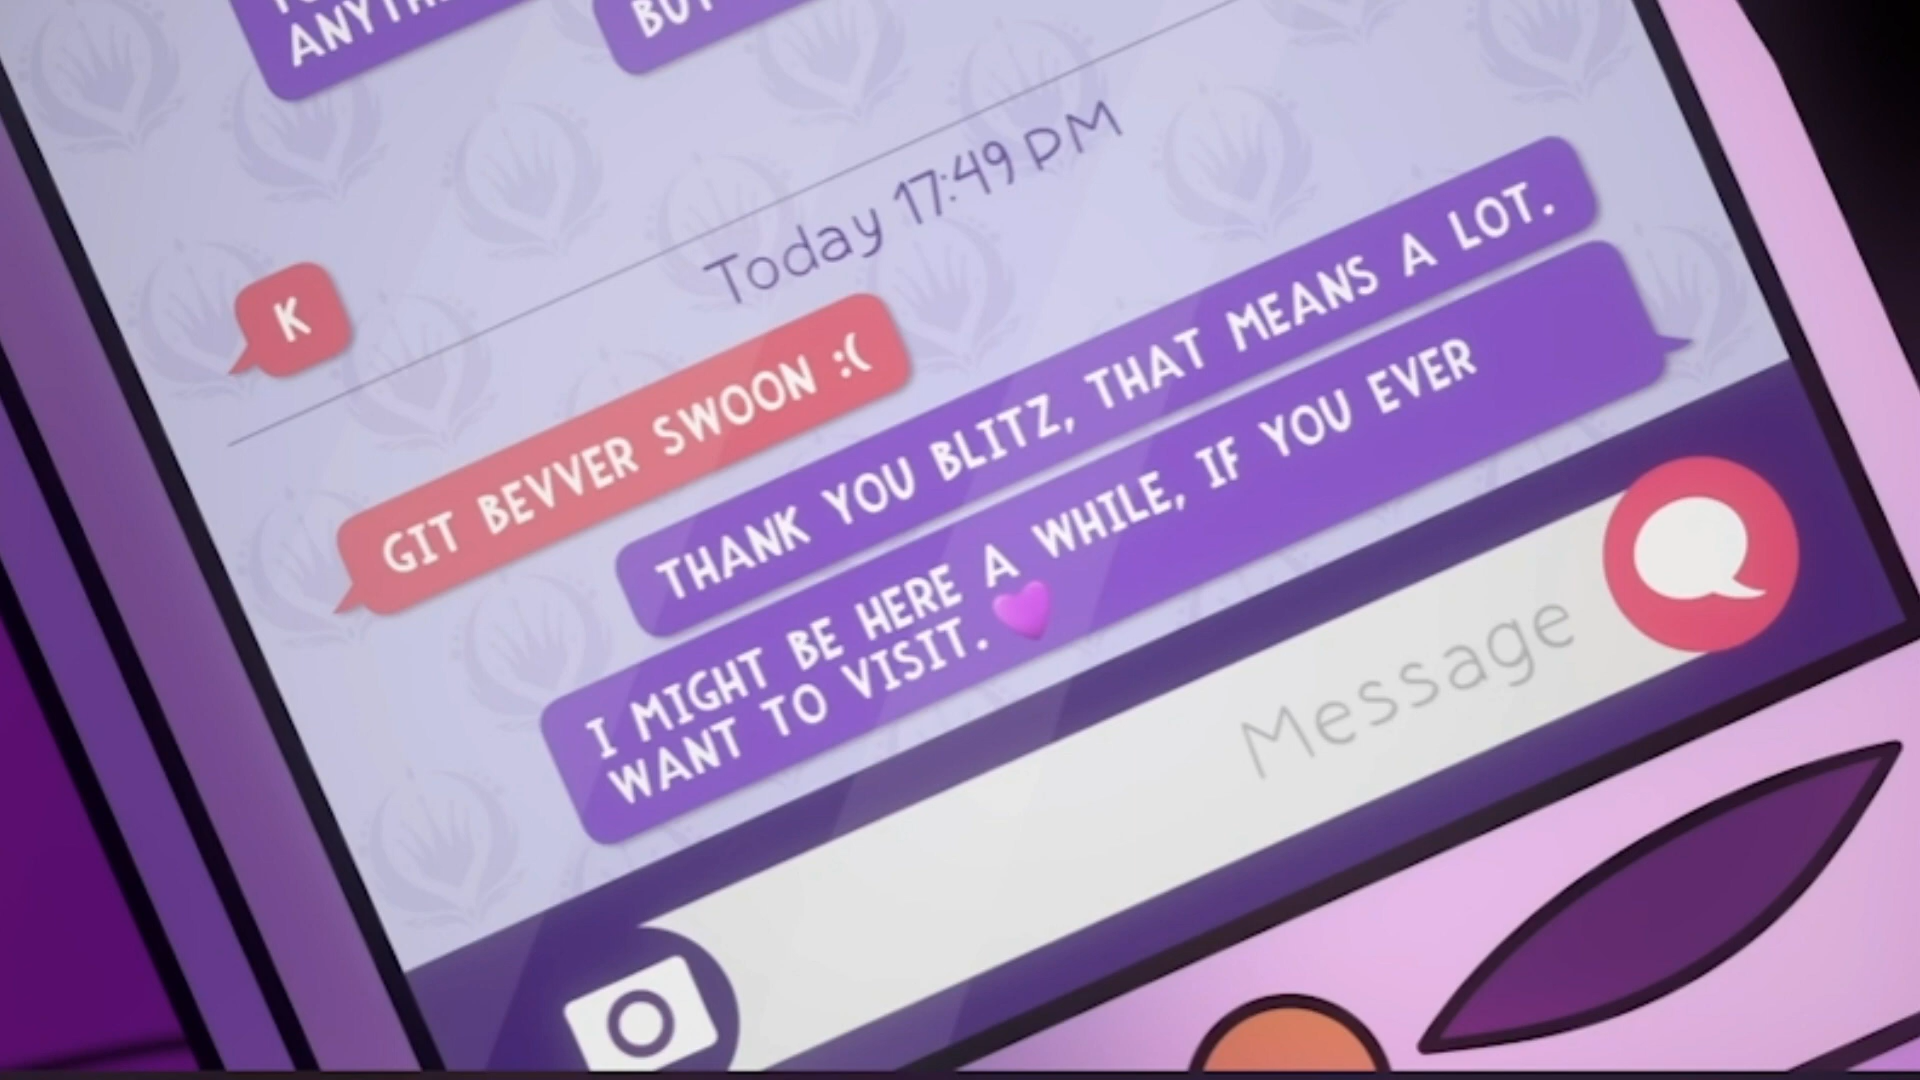 ANYTH
BUT
K
Today 17:49 PM
GIT BEVVER SWOON :(
THANK YOU BLITZ, THAT MEANS A LOT.
I MIGHT BE HERE A WHILE, IF YOU EVER
WANT TO VISIT. 💜
Message